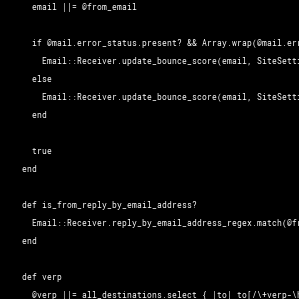 email ||= @from_email
if @mail.error_status.present? && Array.wrap(@mail.err
Email::Receiver.update_bounce_score(email, SiteSetti
else
Email::Receiver.update_bounce_score(email, SiteSetti
end
true
end
def is_from_reply_by_email_address?
Email::Receiver.reply_by_email_address_regex.match(@fr
end
def verp
@verp ||= all_destinations.select { |to| to[/\+verp-\h